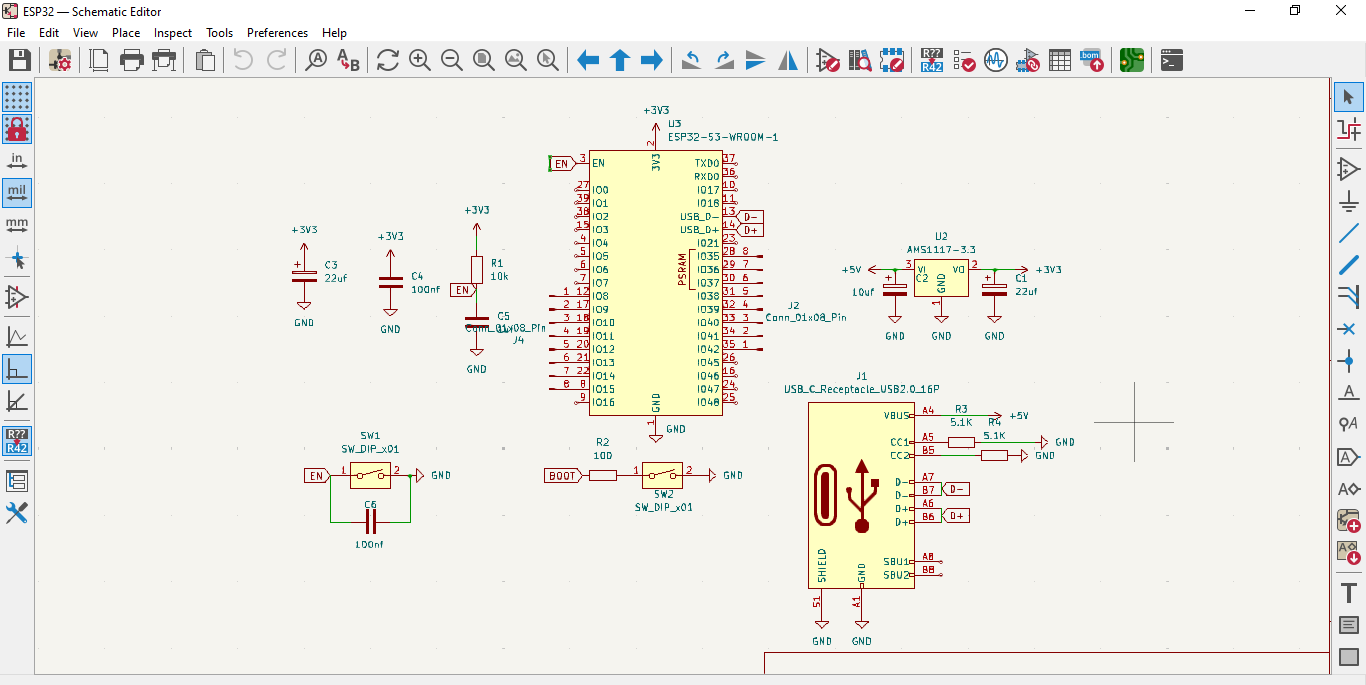 ESP32 — Schematic Editor
File Edit View Place Inspect Tools Preferences Help
A
A B
R??
R42
bom
in
mil
mm
R??
R42
A
A
A
A
A
T
+3V3
U3
ESP32-S3-WROOM-1
2
3V3
EN 3 EN
27 IO0
39 IO1
38 IO2
15 IO3
4 IO4
5 IO5
6 IO6
7 IO7
1 12 IO8
2 17 IO9
3 18 IO10
4 19 IO11
5 20 IO12
6 21 IO13
7 22 IO14
8 8 IO15
9 IO16
TXD0 37
RXD0 36
IO17 10
IO18 11
USB_D- 13 D-
USB_D+ 14 D+
IO21 23
IO35 28 8
IO36 29 7
IO37 30 6
IO38 31 5
IO39 32 4
IO40 33 3
IO41 34 2
IO42 35 1
IO45 26
IO46 16
IO47 24
IO48 25
PSRAM
GND
1
GND
J2
Conn_01x08_Pin
Conn_01x08_Pin
J4
+3V3
C3
22uf
GND
+3V3
C4
100nf
GND
+3V3
R1
10k
EN
C5
GND
U2
AMS1117-3.3
+5V 3 VI VO 2 +3V3
GND
1
C2
10uf
C1
22uf
GND GND GND
J1
USB_C_Receptacle_USB2.0_16P
VBUS A4 +5V
R3
5.1K
R4
5.1K
CC1 A5 GND
CC2 B5 GND
D- A7
D- B7 D-
D+ A6
D+ B6 D+
SBU1 A8
SBU2 B8
SHIELD
GND
S1
A1
GND GND
SW1
SW_DIP_x01
EN 1 2 GND
C6
100nf
R2
100
BOOT 1 2 GND
SW2
SW_DIP_x01